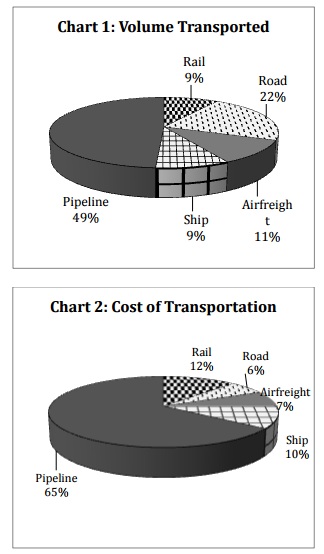 Chart 1: Volume Transported
Rail
9%
Road
22%
Pipeline
49%
Ship
9%
Airfreigh
t
11%
Chart 2: Cost of Transportation
Rail
12%
Road
6%
Airfreight
7%
Ship
10%
Pipeline
65%